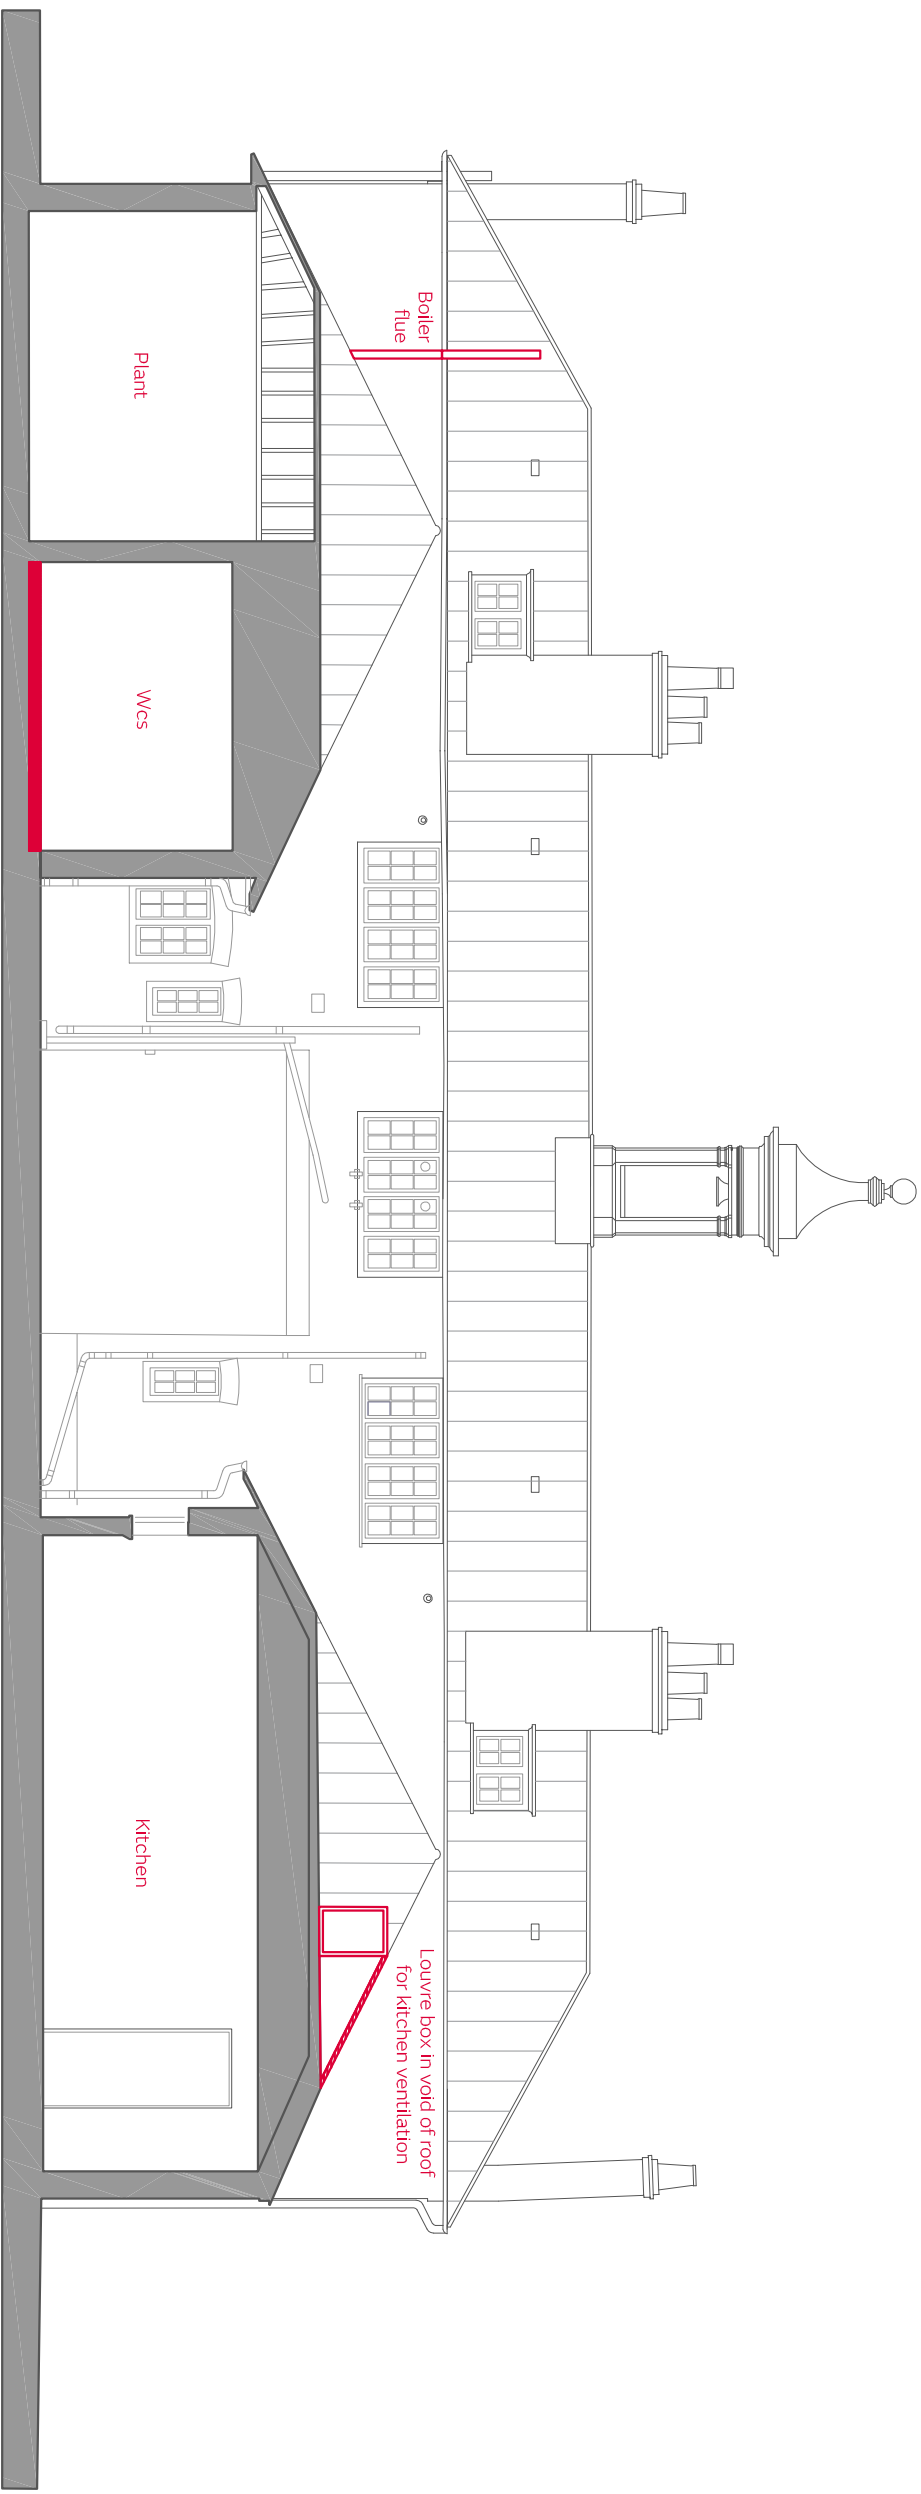 Boiler
flue
Plant
Wcs
Louvre box in void of roof
for kitchen ventilation
Kitchen